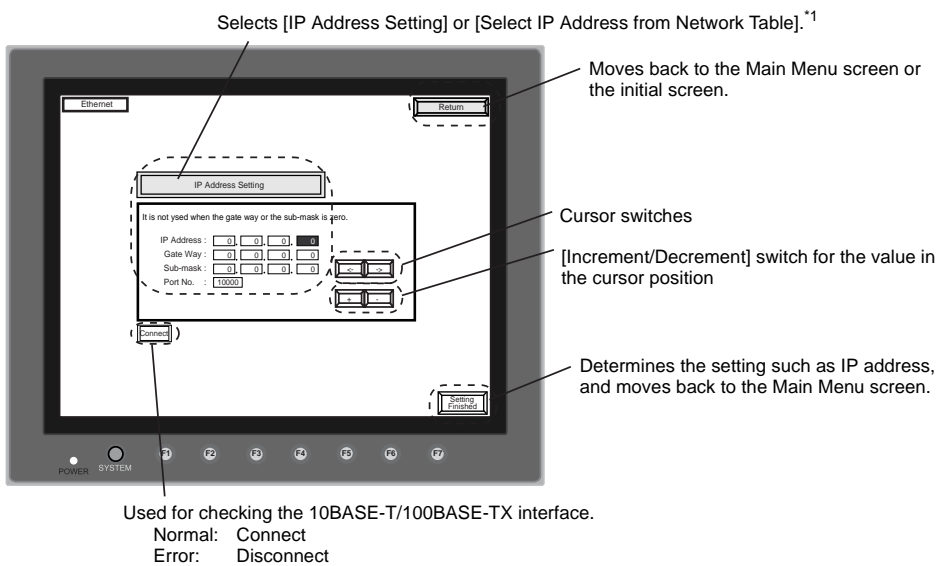 Selects [IP Address Setting] or [Select IP Address from Network Table].*1
Moves back to the Main Menu screen or
the initial screen.
Ethernet
Return
IP Address Setting
It is not ysed when the gate way or the sub-mask is zero.
IP Address : 0. 0. 0. 0
Gate Way : 0. 0. 0. 0
Sub-mask : 0. 0. 0. 0
Port No. : 10000
<- ->
+ -
Cursor switches
[Increment/Decrement] switch for the value in
the cursor position
Connect
Setting
Finished
Determines the setting such as IP address,
and moves back to the Main Menu screen.
POWER SYSTEM F1 F2 F3 F4 F5 F6 F7
Used for checking the 10BASE-T/100BASE-TX interface.
Normal: Connect
Error: Disconnect